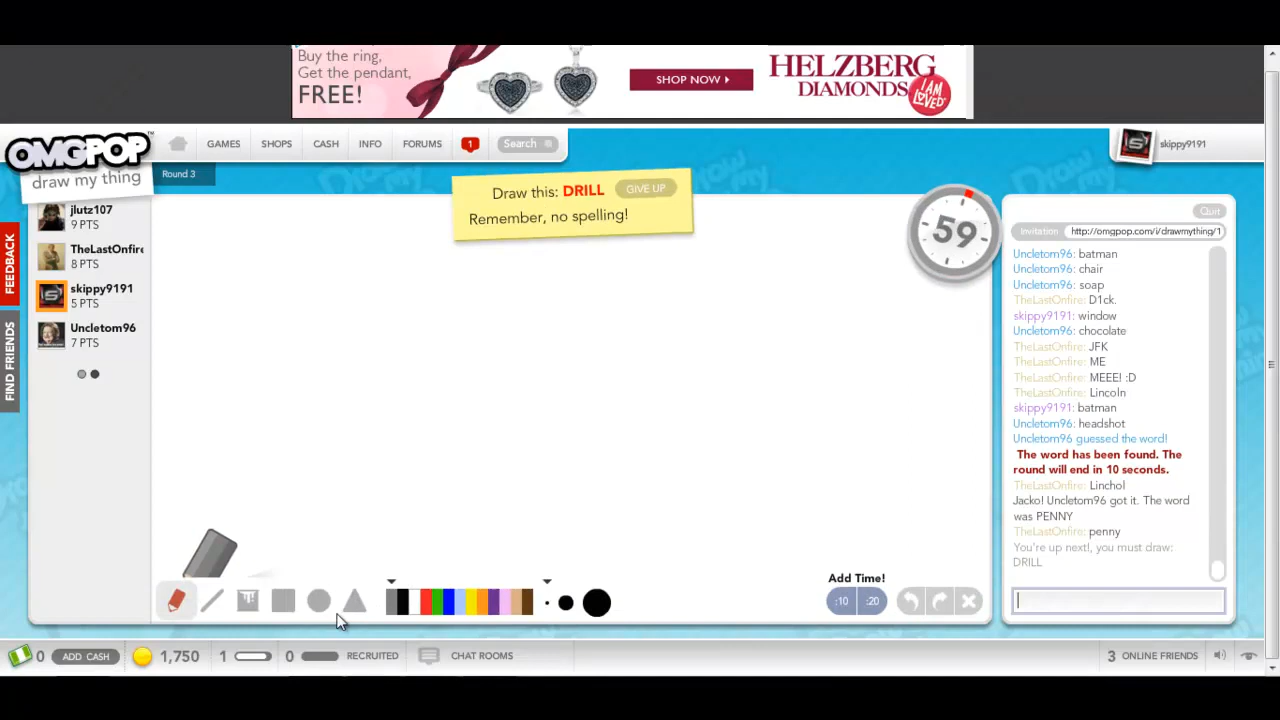 Buy the ring,
Get the pendant,
FREE!
SHOP NOW
HELZBERG
DIAMONDS
I AM
LOVED
OMGPOP
draw my thing
GAMES
SHOPS
CASH
INFO
FORUMS
1
Search
skippy9191
Round 3
Draw this: DRILL
GIVE UP
Remember, no spelling!
59
jlutz107
9 PTS
TheLastOnfire
8 PTS
skippy9191
5 PTS
Uncletom96
7 PTS
FEEDBACK
FIND FRIENDS
Quit
Invitation http://omgpop.com/i/drawmything/1
Uncletom96: batman
Uncletom96: chair
Uncletom96: soap
TheLastOnfire: D1ck.
skippy9191: window
Uncletom96: chocolate
TheLastOnfire: JFK
TheLastOnfire: ME
TheLastOnfire: MEEE! :D
TheLastOnfire: Lincoln
skippy9191: batman
Uncletom96: headshot
Uncletom96 guessed the word!
The word has been found. The
round will end in 10 seconds.
TheLastOnfire: Linchol
Jacko! Uncletom96 got it. The word
was PENNY
TheLastOnfire: penny
You're up next!, you must draw:
DRILL
Add Time!
:10 :20
0 ADD CASH 1,750 1 0 RECRUITED CHAT ROOMS 3 ONLINE FRIENDS